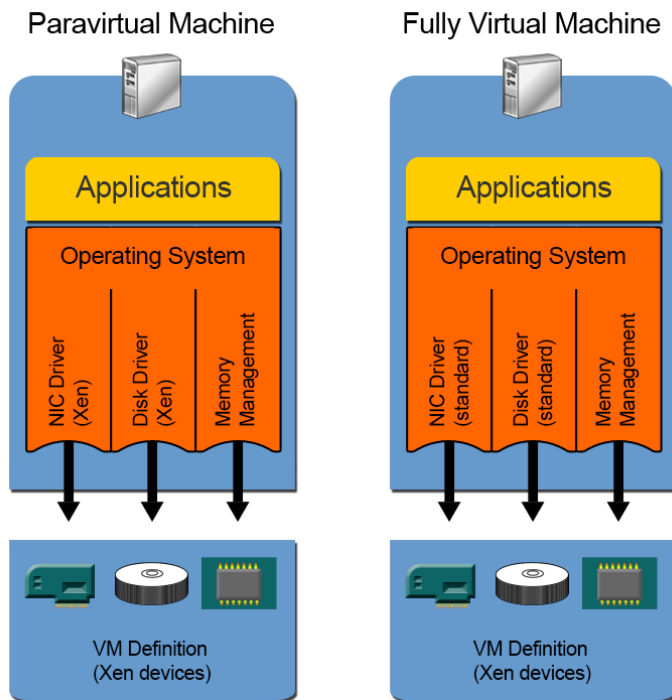 Paravirtual Machine
Applications
Operating System
NIC Driver
(Xen)
Disk Driver
(Xen)
Memory
Management
VM Definition
(Xen devices)
Fully Virtual Machine
Applications
Operating System
NIC Driver
(standard)
Disk Driver
(standard)
Memory
Management
VM Definition
(Xen devices)